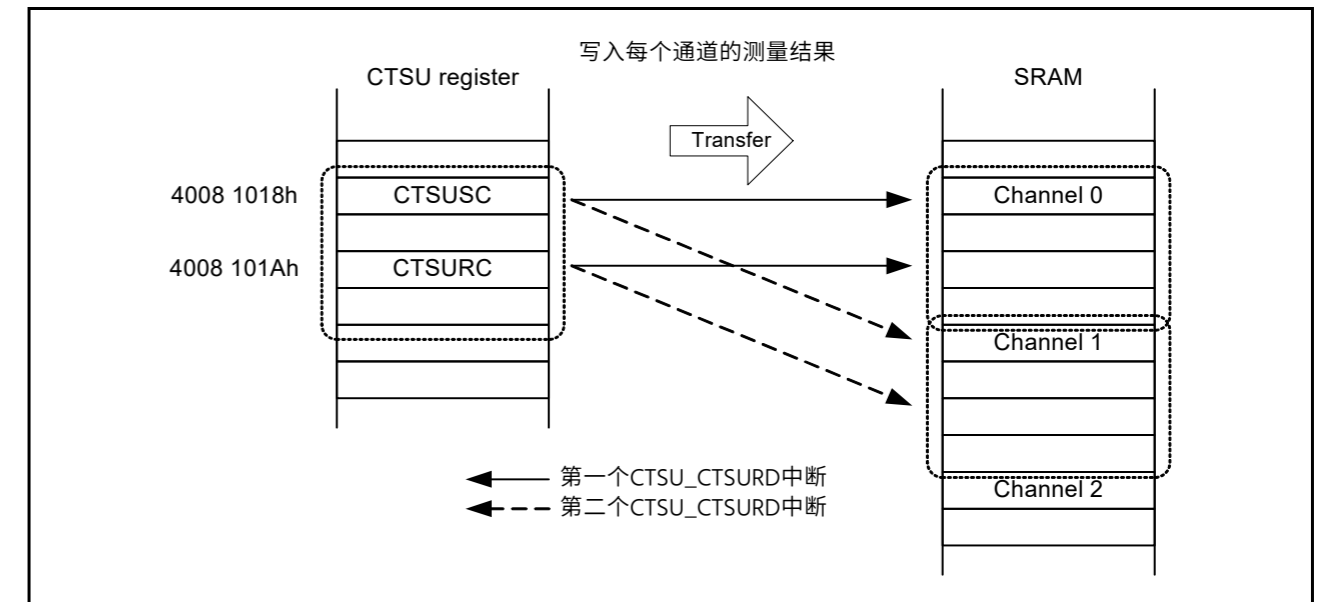 写入每个通道的测量结果
CTSU register
SRAM
Transfer
4008 1018h
CTSUSC
Channel 0
4008 101Ah
CTSURC
Channel 1
第一个CTSU_CTSURD中断
第二个CTSU_CTSURD中断
Channel 2